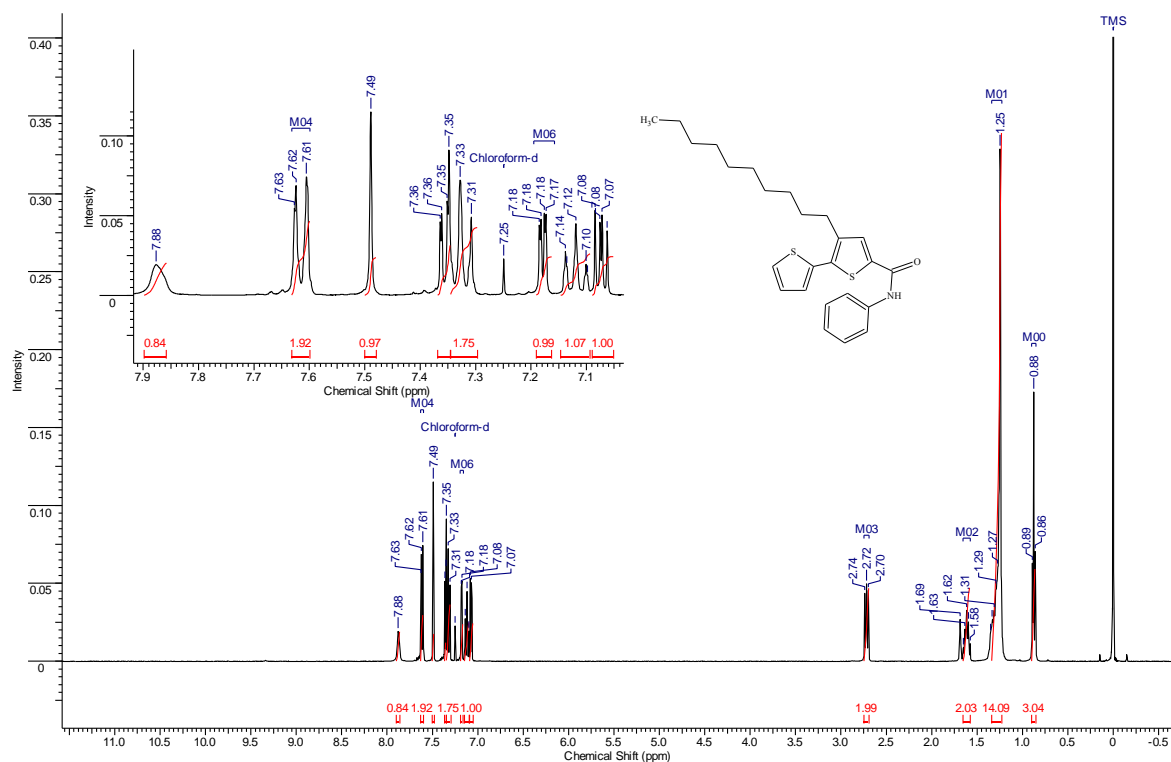 TMS
0.40
0.35
0.30
0.25
0.20
0.15
0.10
0.05
0
Intensity
M01
1.25
M00
0.88
0.89
0.86
M02
1.69
1.63
1.62
1.58
1.31
1.29
1.27
M03
2.74
2.72
2.70
M04
Chloroform-d
M06
7.88
7.63
7.62
7.61
7.49
7.35
7.33
7.31
7.18
7.18
7.08
7.07
0.84 1.92 1.75 1.00 1.99 2.03 14.09 3.04
11.0 10.5 10.0 9.5 9.0 8.5 8.0 7.5 7.0 6.5 6.0 5.5 5.0 4.5 4.0 3.5 3.0 2.5 2.0 1.5 1.0 0.5 0 -0.5
Chemical Shift (ppm)
0.10
0.05
0
Intensity
7.88
M04
7.63
7.62
7.61
7.49
7.36
7.36
7.35
7.35
7.33
7.31
Chloroform-d
7.25
M06
7.18
7.18
7.18
7.17
7.14
7.12
7.10
7.08
7.08
7.07
0.84 1.92 0.97 1.75 0.99 1.07 1.00
7.9 7.8 7.7 7.6 7.5 7.4 7.3 7.2 7.1
Chemical Shift (ppm)
H3C
S
S
O
NH